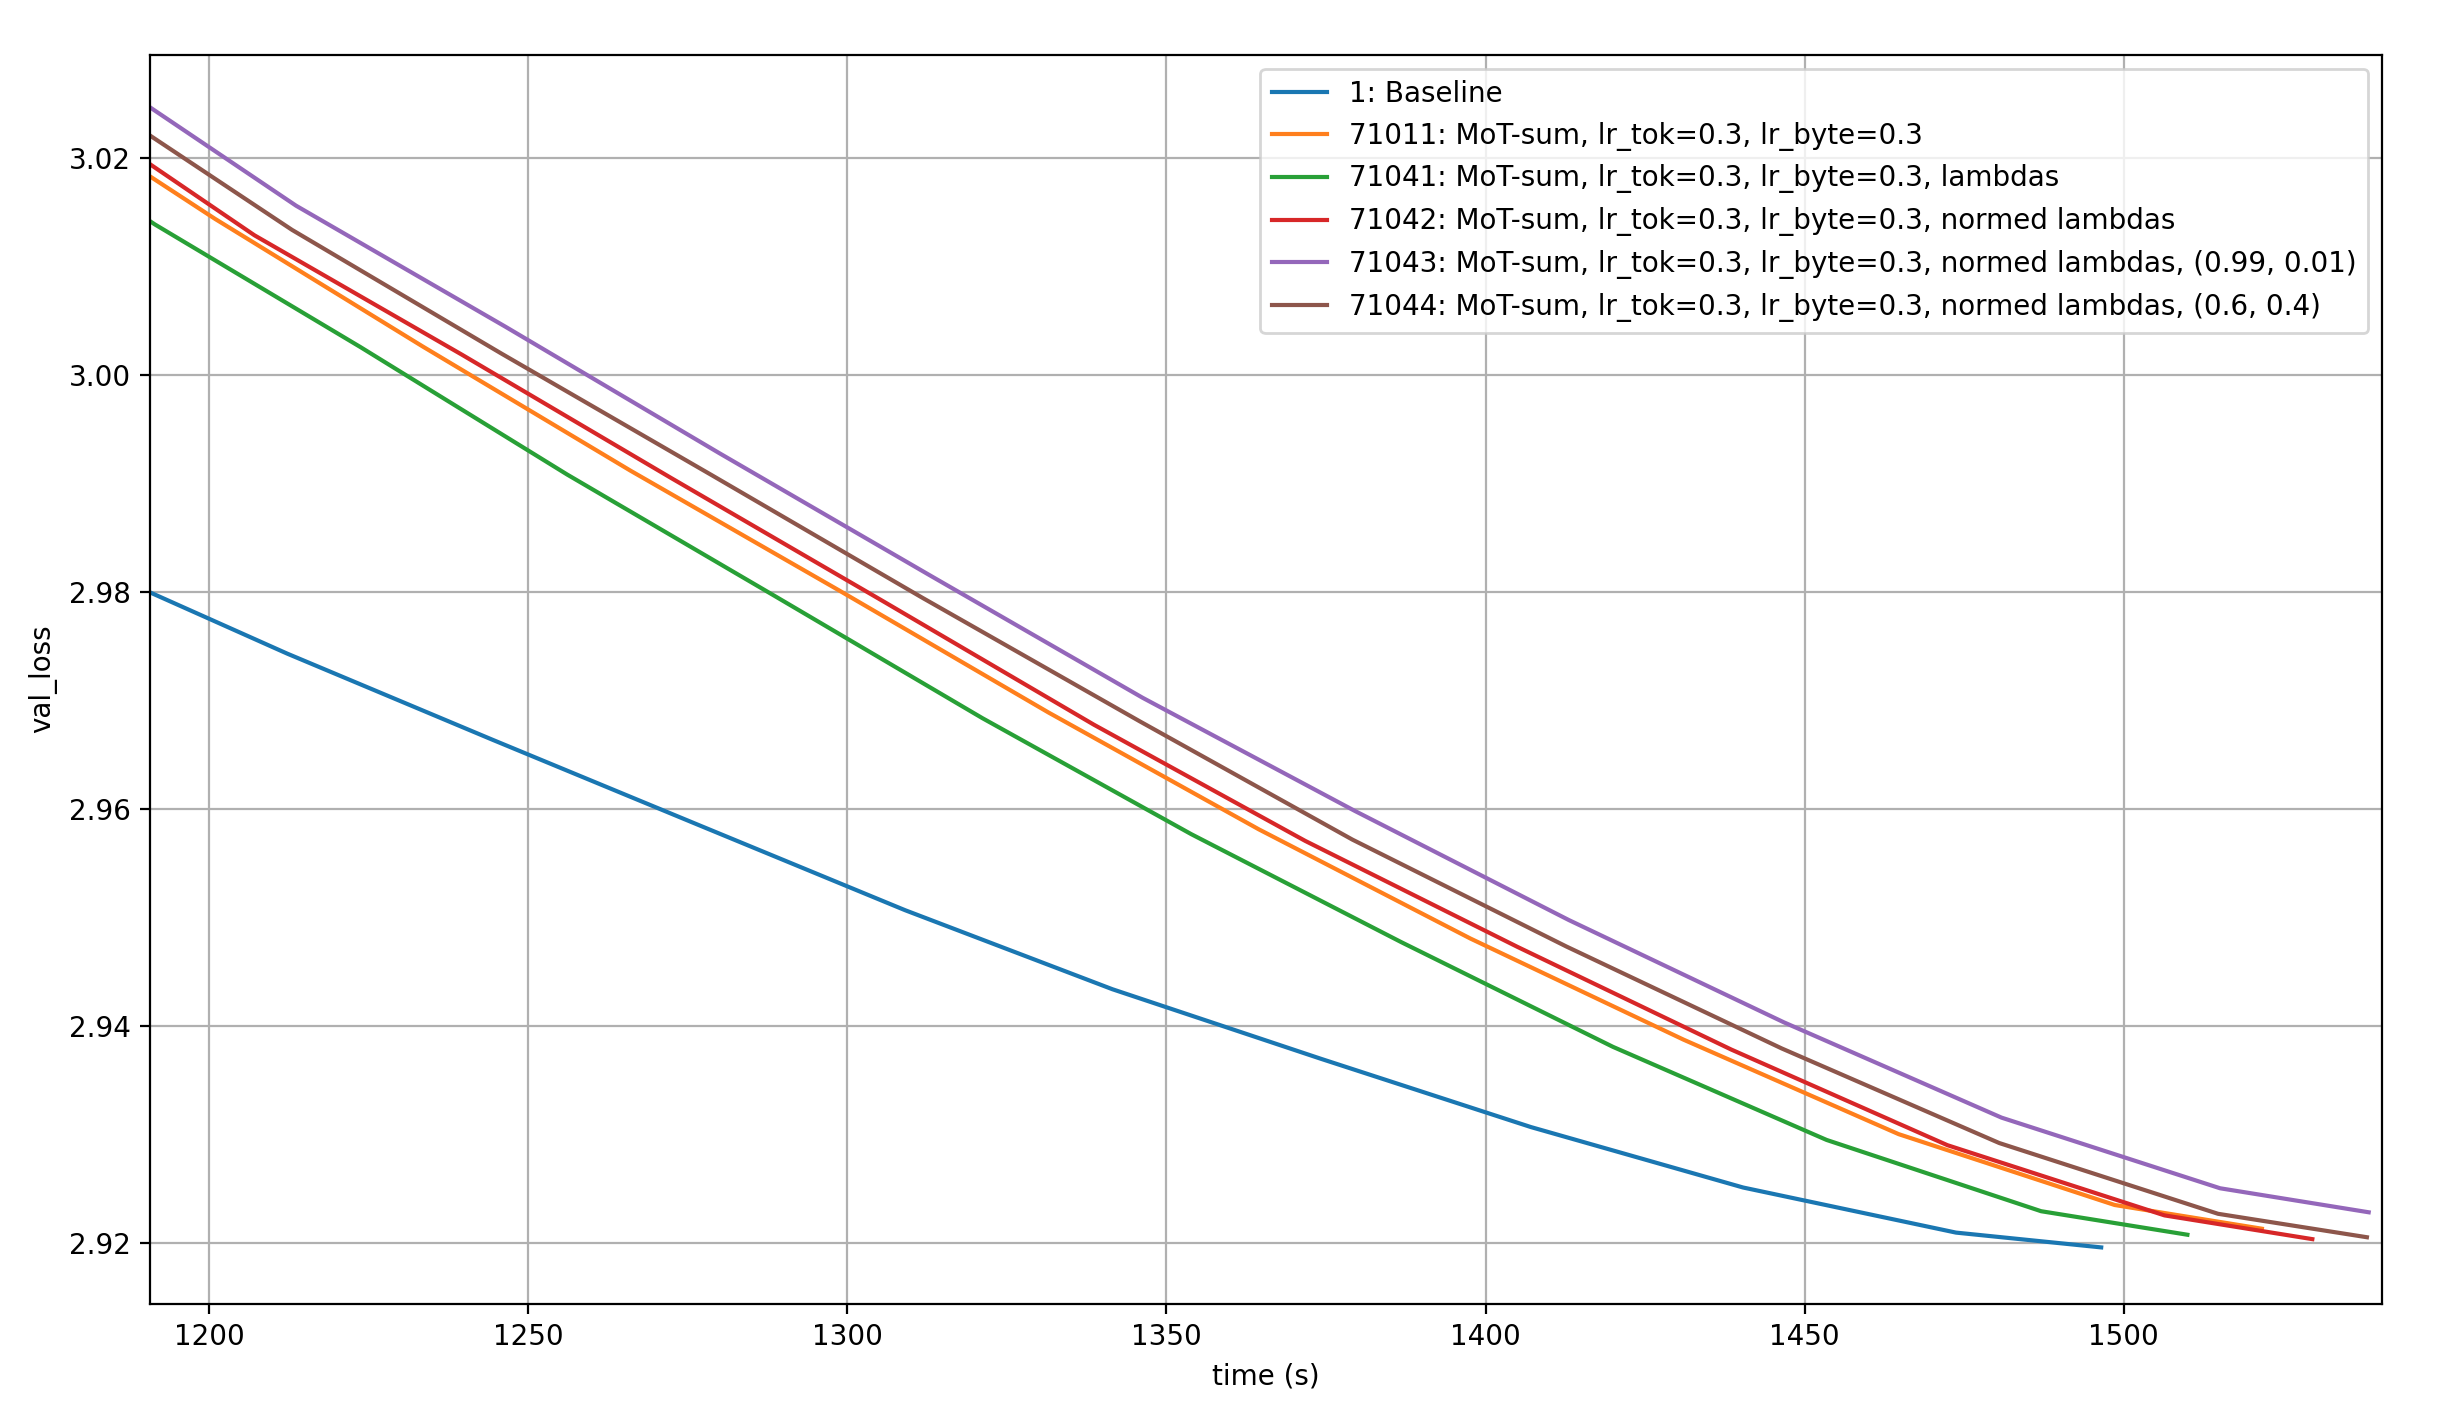 1: Baseline
71011: MoT-sum, lr_tok=0.3, lr_byte=0.3
71041: MoT-sum, lr_tok=0.3, lr_byte=0.3, lambdas
71042: MoT-sum, lr_tok=0.3, lr_byte=0.3, normed lambdas
71043: MoT-sum, lr_tok=0.3, lr_byte=0.3, normed lambdas, (0.99, 0.01)
71044: MoT-sum, lr_tok=0.3, lr_byte=0.3, normed lambdas, (0.6, 0.4)
3.02
3.00
2.98
2.96
2.94
2.92
val_loss
1200 1250 1300 1350 1400 1450 1500
time (s)